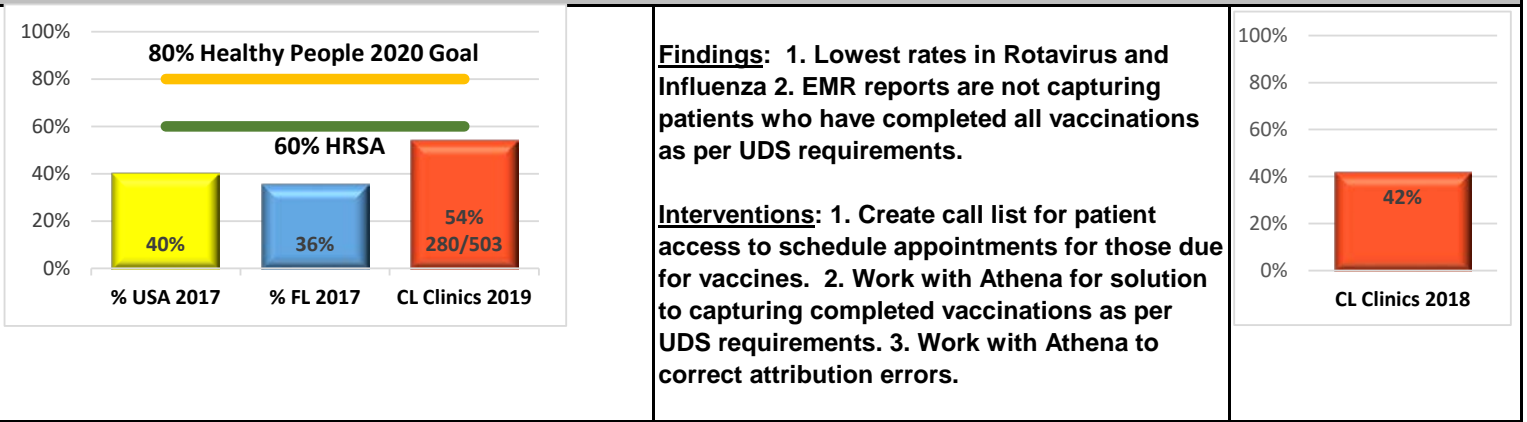 100%
80%
60%
40%
20%
0%
80% Healthy People 2020 Goal
60% HRSA
40%
36%
54%
280/503
% USA 2017
% FL 2017
CL Clinics 2019
Findings: 1. Lowest rates in Rotavirus and
Influenza 2. EMR reports are not capturing
patients who have completed all vaccinations
as per UDS requirements.
Interventions: 1. Create call list for patient
access to schedule appointments for those due
for vaccines. 2. Work with Athena for solution
to capturing completed vaccinations as per
UDS requirements. 3. Work with Athena to
correct attribution errors.
100%
80%
60%
40%
20%
0%
42%
CL Clinics 2018